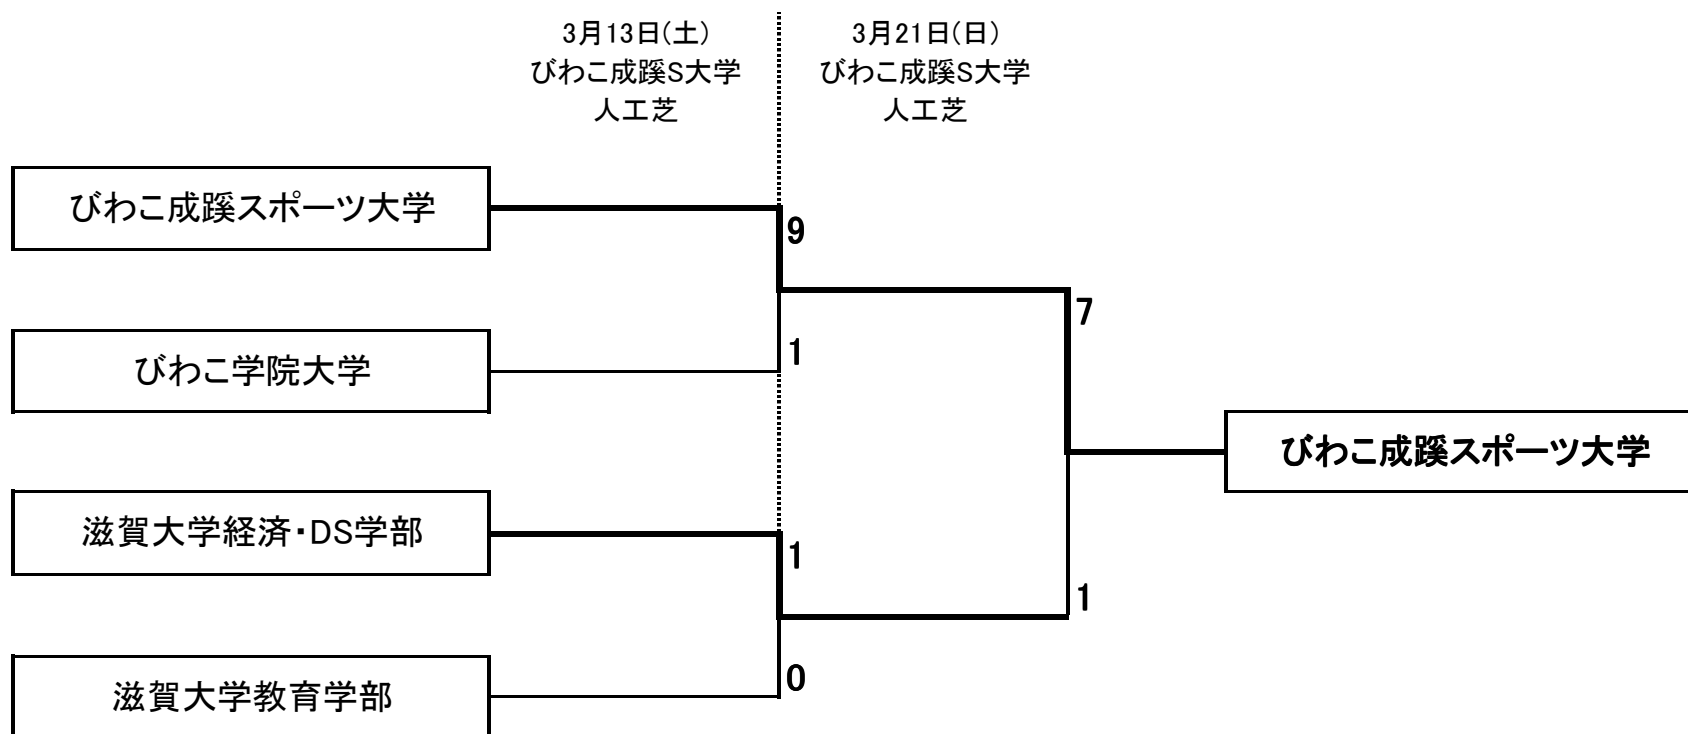 3月13日(土)
びわこ成蹊S大学
人工芝
3月21日(日)
びわこ成蹊S大学
人工芝
びわこ成蹊スポーツ大学
9
7
1
びわこ学院大学
びわこ成蹊スポーツ大学
滋賀大学経済・DS学部
1
1
滋賀大学教育学部
0